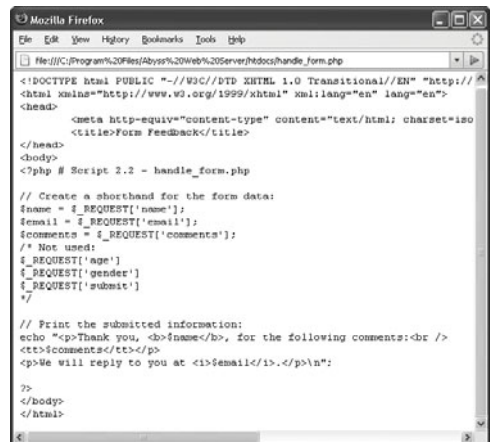 Mozilla Firefox
File Edit View History Bookmarks Tools Help
file:///C:/Program%20Files/Abyss%20Web%20Server/htdocs/handle_form.php
<!DOCTYPE html PUBLIC "-//W3C//DTD XHTML 1.0 Transitional//EN" "http://
<html xmlns="http://www.w3.org/1999/xhtml" xml:lang="en" lang="en">
<head>
<meta http-equiv="content-type" content="text/html; charset=iso
<title>Form Feedback</title>
</head>
<body>
<?php # Script 2.2 - handle_form.php
// Create a shorthand for the form data:
$name = $_REQUEST['name'];
$email = $_REQUEST['email'];
$comments = $_REQUEST['comments'];
/* Not used:
$_REQUEST['age']
$_REQUEST['gender']
$_REQUEST['submit']
*/
// Print the submitted information:
echo "<p>Thank you, <b>$name</b>, for the following comments:<br />
<tt>$comments</tt></p>
<p>We will reply to you at <i>$email</i>.</p>\n";
?>
</body>
</html>